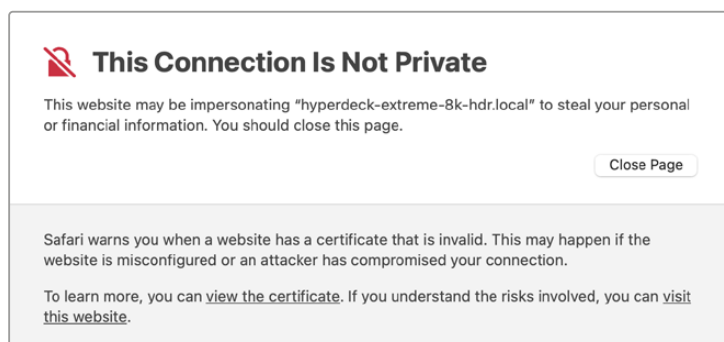 This Connection Is Not Private
This website may be impersonating “hyperdeck-extreme-8k-hdr.local” to steal your personal
or financial information. You should close this page.
Close Page
Safari warns you when a website has a certificate that is invalid. This may happen if the
website is misconfigured or an attacker has compromised your connection.
To learn more, you can view the certificate. If you understand the risks involved, you can visit
this website.